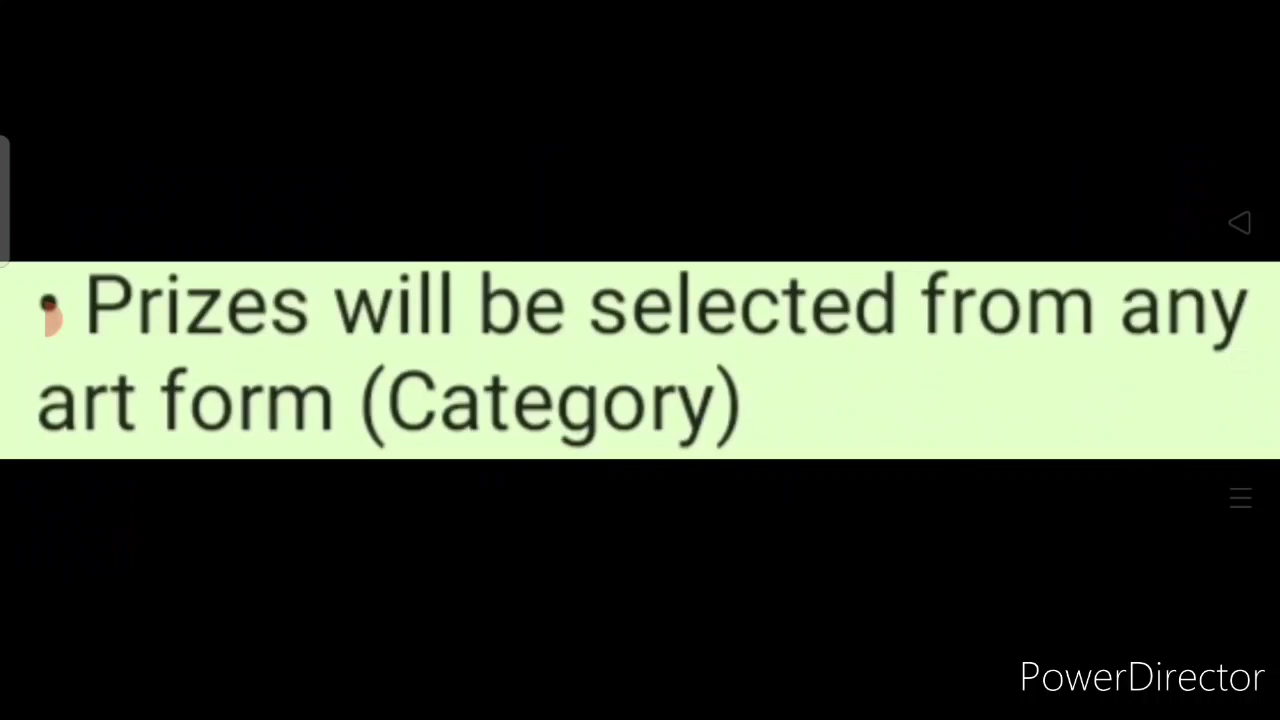 • Prizes will be selected from any
art form (Category)
PowerDirector